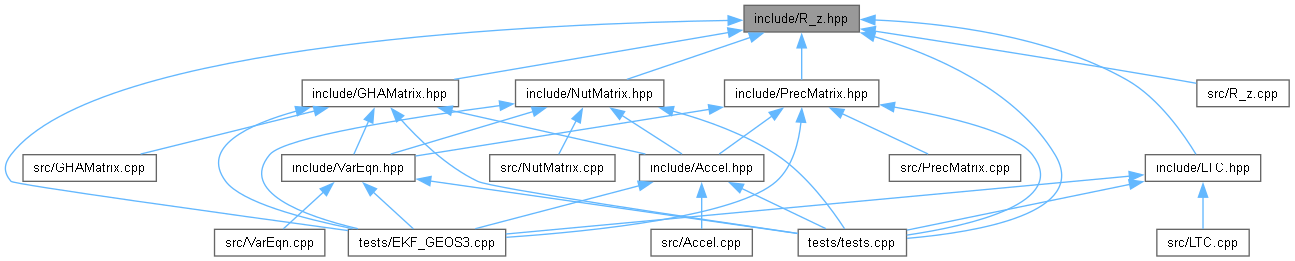 include/R_z.hpp
include/GHAMatrix.hpp
include/NutMatrix.hpp
include/PrecMatrix.hpp
src/R_z.cpp
src/GHAMatrix.cpp
include/VarEqn.hpp
src/NutMatrix.cpp
include/Accel.hpp
src/PrecMatrix.cpp
include/LTC.hpp
src/VarEqn.cpp
tests/EKF_GEOS3.cpp
src/Accel.cpp
tests/tests.cpp
src/LTC.cpp